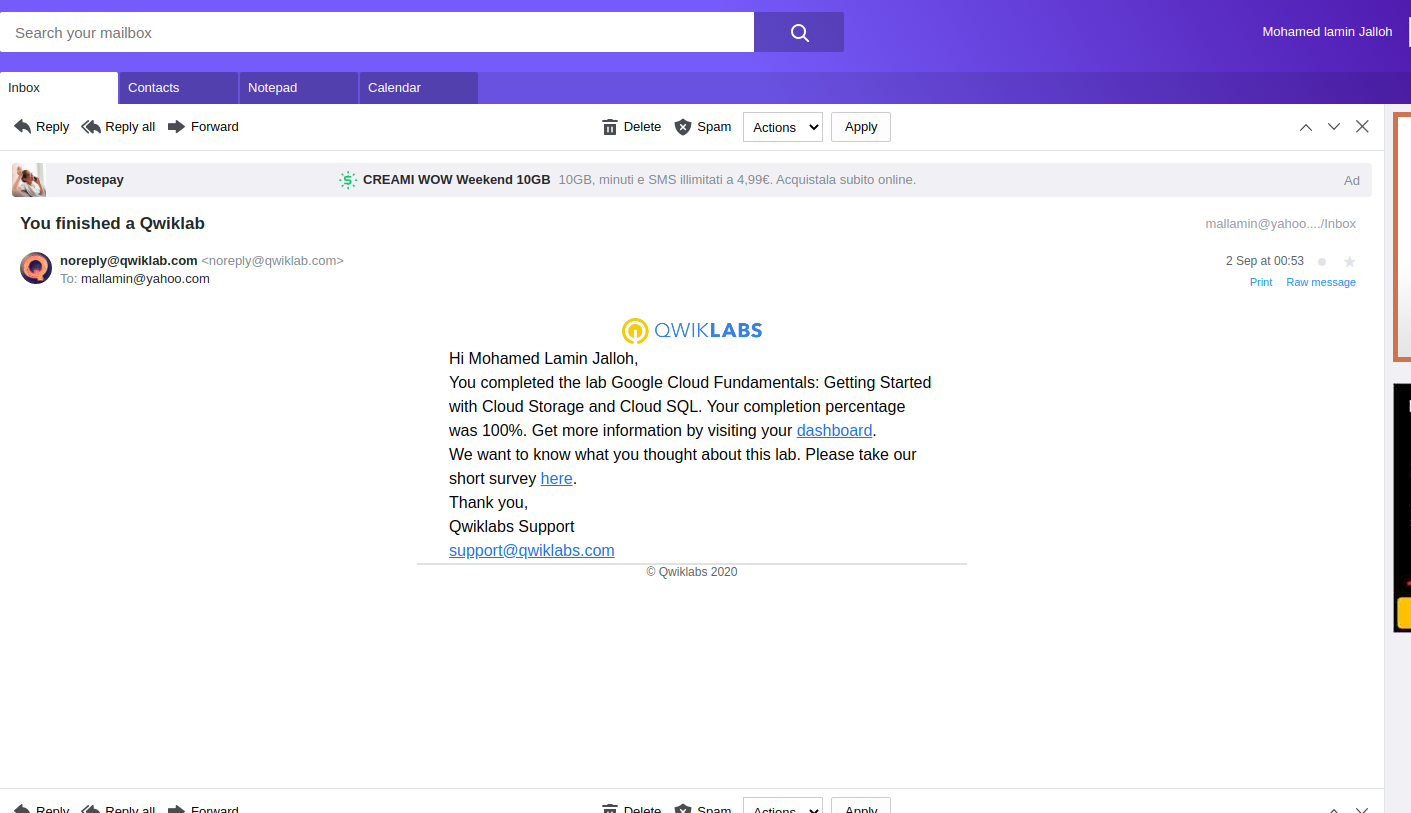 Search your mailbox
Mohamed lamin Jalloh
Inbox
Contacts
Notepad
Calendar
Reply
Reply all
Forward
Delete
Spam
Actions
Apply
Postepay
CREAMI WOW Weekend 10GB 10GB, minuti e SMS illimitati a 4,99€. Acquistala subito online.
Ad
You finished a Qwiklab
mallamin@yahoo..../Inbox
noreply@qwiklab.com <noreply@qwiklab.com>
2 Sep at 00:53
To: mallamin@yahoo.com
Print
Raw message
QWIKLABS
Hi Mohamed Lamin Jalloh,
You completed the lab Google Cloud Fundamentals: Getting Started
with Cloud Storage and Cloud SQL. Your completion percentage
was 100%. Get more information by visiting your dashboard.
We want to know what you thought about this lab. Please take our
short survey here.
Thank you,
Qwiklabs Support
support@qwiklabs.com
© Qwiklabs 2020
Reply
Reply all
Forward
Delete
Spam
Actions
Apply